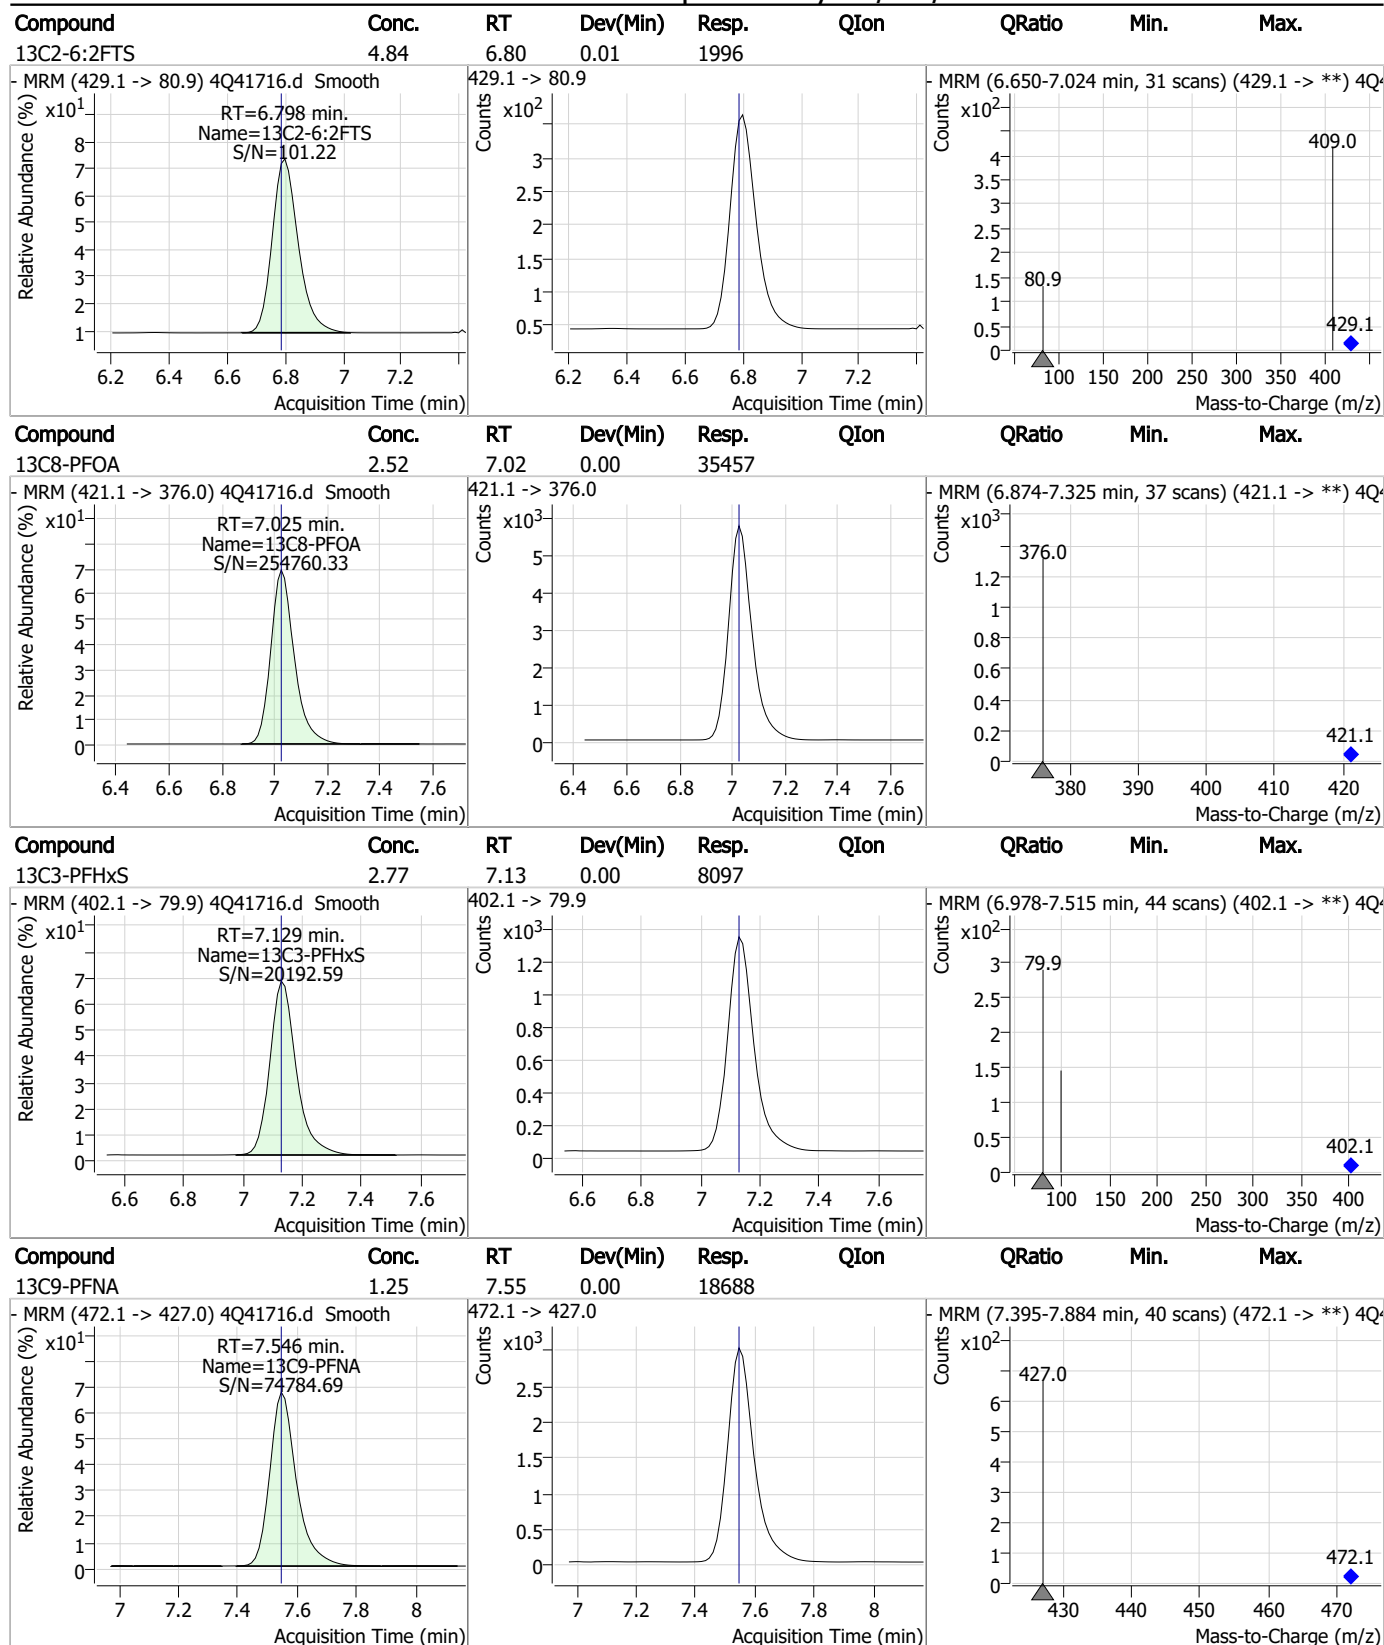 Compound Conc. RT Dev(Min) Resp. QIon QRatio Min. Max.
13C2-6:2FTS 4.84 6.80 0.01 1996
- MRM (429.1 -> 80.9) 4Q41716.d Smooth
Relative Abundance (%)
x10¹
RT=6.798 min.
Name=13C2-6:2FTS
S/N=101.22
8
7
6
5
4
3
2
1
6.2 6.4 6.6 6.8 7 7.2
Acquisition Time (min)
429.1 -> 80.9
Counts
x10²
3
2.5
2
1.5
1
0.5
6.2 6.4 6.6 6.8 7 7.2
Acquisition Time (min)
- MRM (6.650-7.024 min, 31 scans) (429.1 -> **) 4Q4
Counts
x10²
409.0
80.9
429.1
4
3.5
3
2.5
2
1.5
1
0.5
0
100 150 200 250 300 350 400
Mass-to-Charge (m/z)
Compound Conc. RT Dev(Min) Resp. QIon QRatio Min. Max.
13C8-PFOA 2.52 7.02 0.00 35457
- MRM (421.1 -> 376.0) 4Q41716.d Smooth
Relative Abundance (%)
x10¹
RT=7.025 min.
Name=13C8-PFOA
S/N=254760.33
7
6
5
4
3
2
1
0
6.4 6.6 6.8 7 7.2 7.4 7.6
Acquisition Time (min)
421.1 -> 376.0
Counts
x10³
5
4
3
2
1
0
6.4 6.6 6.8 7 7.2 7.4 7.6
Acquisition Time (min)
- MRM (6.874-7.325 min, 37 scans) (421.1 -> **) 4Q4
Counts
x10³
376.0
421.1
1.2
1
0.8
0.6
0.4
0.2
0
380 390 400 410 420
Mass-to-Charge (m/z)
Compound Conc. RT Dev(Min) Resp. QIon QRatio Min. Max.
13C3-PFHxS 2.77 7.13 0.00 8097
- MRM (402.1 -> 79.9) 4Q41716.d Smooth
Relative Abundance (%)
x10¹
RT=7.129 min.
Name=13C3-PFHxS
S/N=20192.59
7
6
5
4
3
2
1
0
6.6 6.8 7 7.2 7.4 7.6
Acquisition Time (min)
402.1 -> 79.9
Counts
x10³
1.2
1
0.8
0.6
0.4
0.2
0
6.6 6.8 7 7.2 7.4 7.6
Acquisition Time (min)
- MRM (6.978-7.515 min, 44 scans) (402.1 -> **) 4Q4
Counts
x10²
79.9
402.1
3
2.5
2
1.5
1
0.5
0
100 150 200 250 300 350 400
Mass-to-Charge (m/z)
Compound Conc. RT Dev(Min) Resp. QIon QRatio Min. Max.
13C9-PFNA 1.25 7.55 0.00 18688
- MRM (472.1 -> 427.0) 4Q41716.d Smooth
Relative Abundance (%)
x10¹
RT=7.546 min.
Name=13C9-PFNA
S/N=74784.69
7
6
5
4
3
2
1
0
7 7.2 7.4 7.6 7.8 8
Acquisition Time (min)
472.1 -> 427.0
Counts
x10³
2.5
2
1.5
1
0.5
0
7 7.2 7.4 7.6 7.8 8
Acquisition Time (min)
- MRM (7.395-7.884 min, 40 scans) (472.1 -> **) 4Q4
Counts
x10²
427.0
472.1
6
5
4
3
2
1
0
430 440 450 460 470
Mass-to-Charge (m/z)